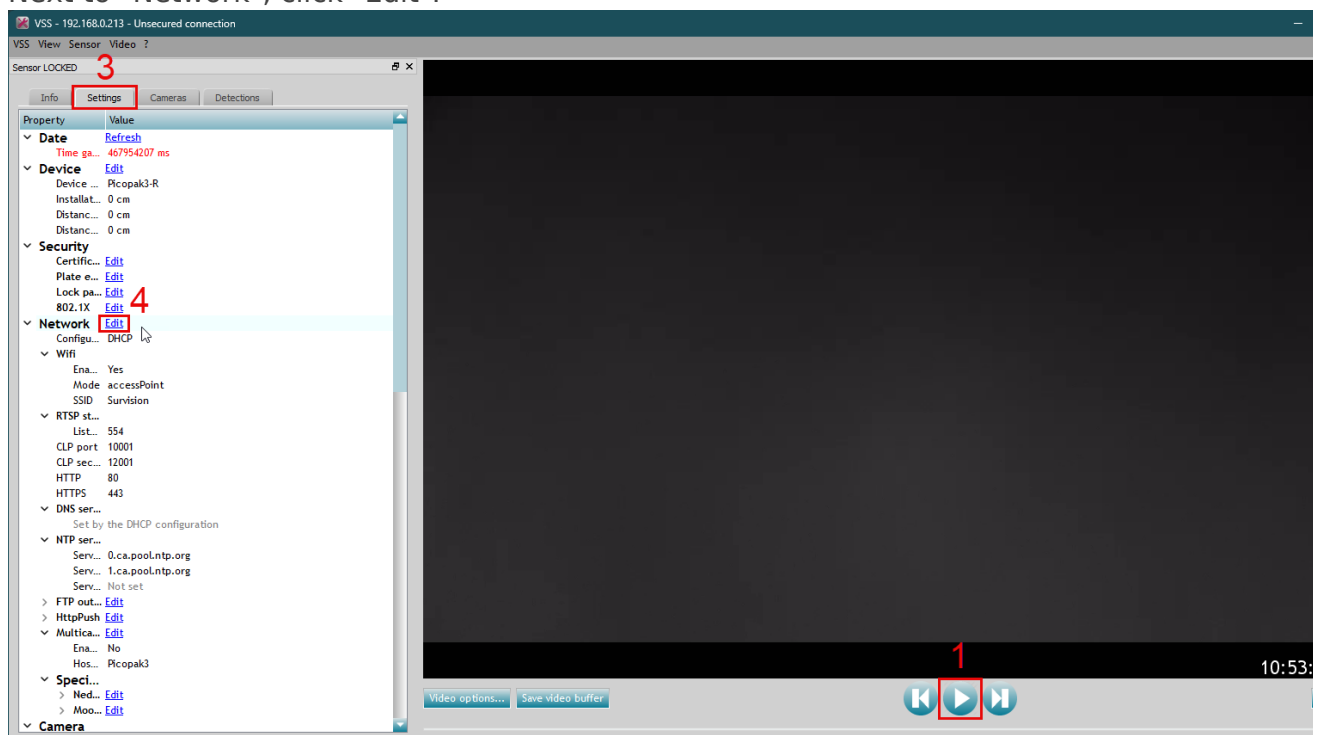 Next to "Network", click "Edit".
VSS - 192.168.0.213 - Unsecured connection
VSS View Sensor Video ?
Sensor LOCKED
3
Info Settings Cameras Detections
Property Value
Date Refresh
Time ga... 467954207 ms
Device Edit
Device ... Picopak3-R
Installat... 0 cm
Distanc... 0 cm
Distanc... 0 cm
Security
Certific... Edit
Plate e... Edit
Lock pa... Edit
802.1X Edit
4
Network Edit
Configu... DHCP
Wifi
Ena... Yes
Mode accessPoint
SSID Survision
RTSP st...
List... 554
CLP port 10001
CLP sec... 12001
HTTP 80
HTTPS 443
DNS ser...
Set by the DHCP configuration
NTP ser...
Serv... 0.ca.pool.ntp.org
Serv... 1.ca.pool.ntp.org
Serv... Not set
FTP out... Edit
HttpPush Edit
Multica... Edit
Ena... No
Hos... Picopak3
Speci...
Ned... Edit
Moo... Edit
Camera
1
10:53:
Video options... Save video buffer